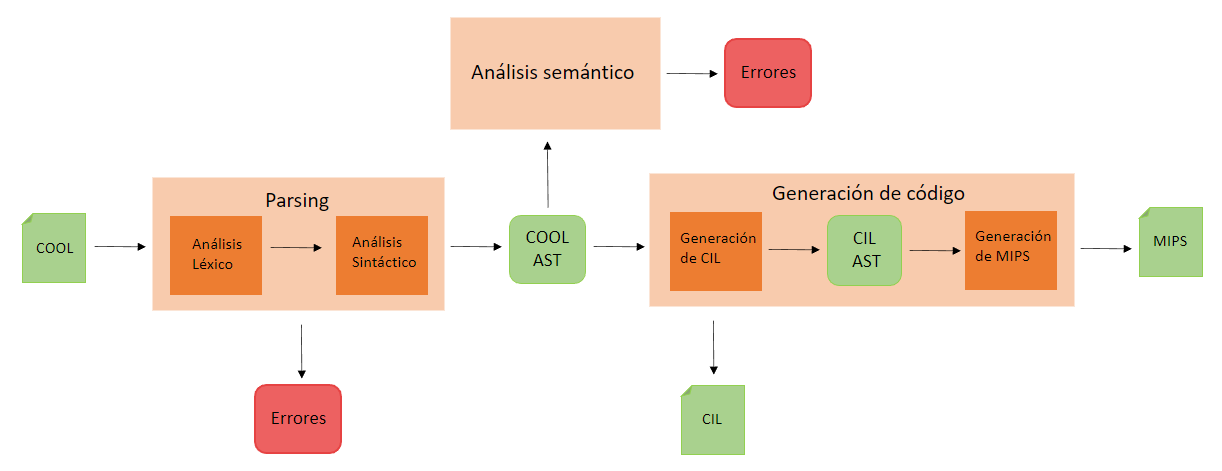 Análisis semántico
Errores
Parsing
Generación de código
COOL
Análisis
Léxico
Análisis
Sintáctico
COOL
AST
Generación
de CIL
CIL
AST
Generación
de MIPS
MIPS
Errores
CIL